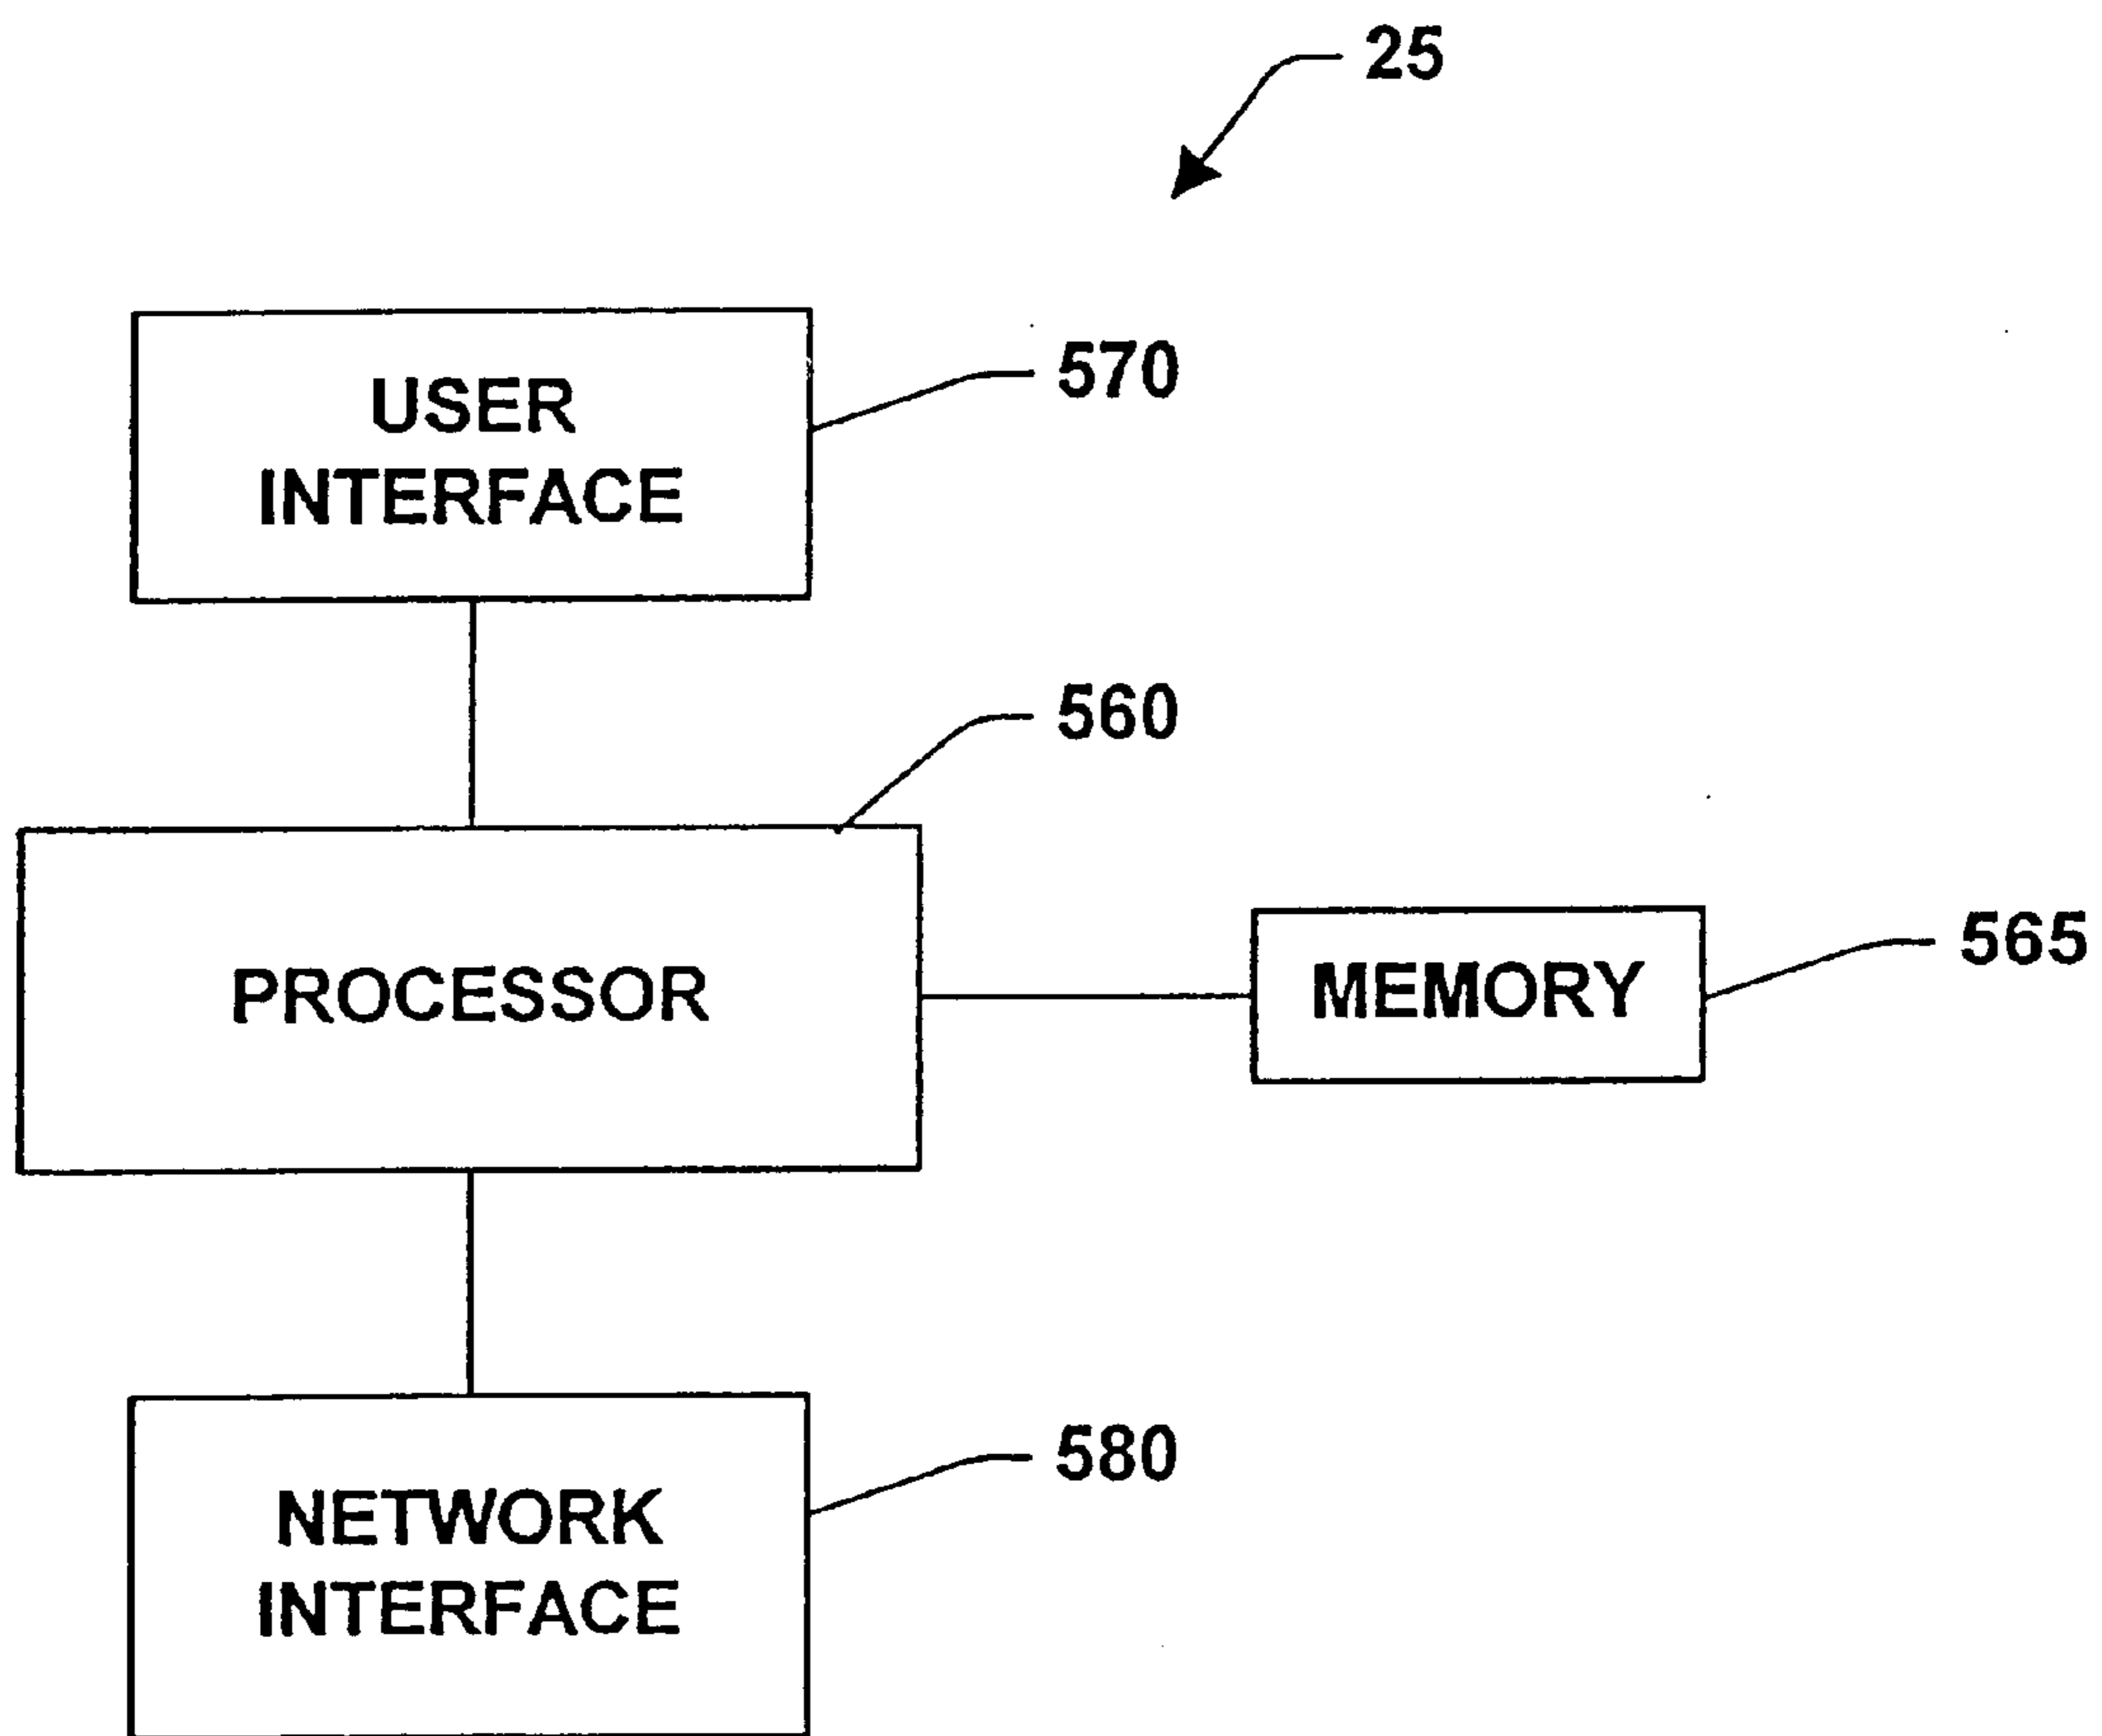 25
USER
INTERFACE
570
560
PROCESSOR
MEMORY
565
NETWORK
INTERFACE
580